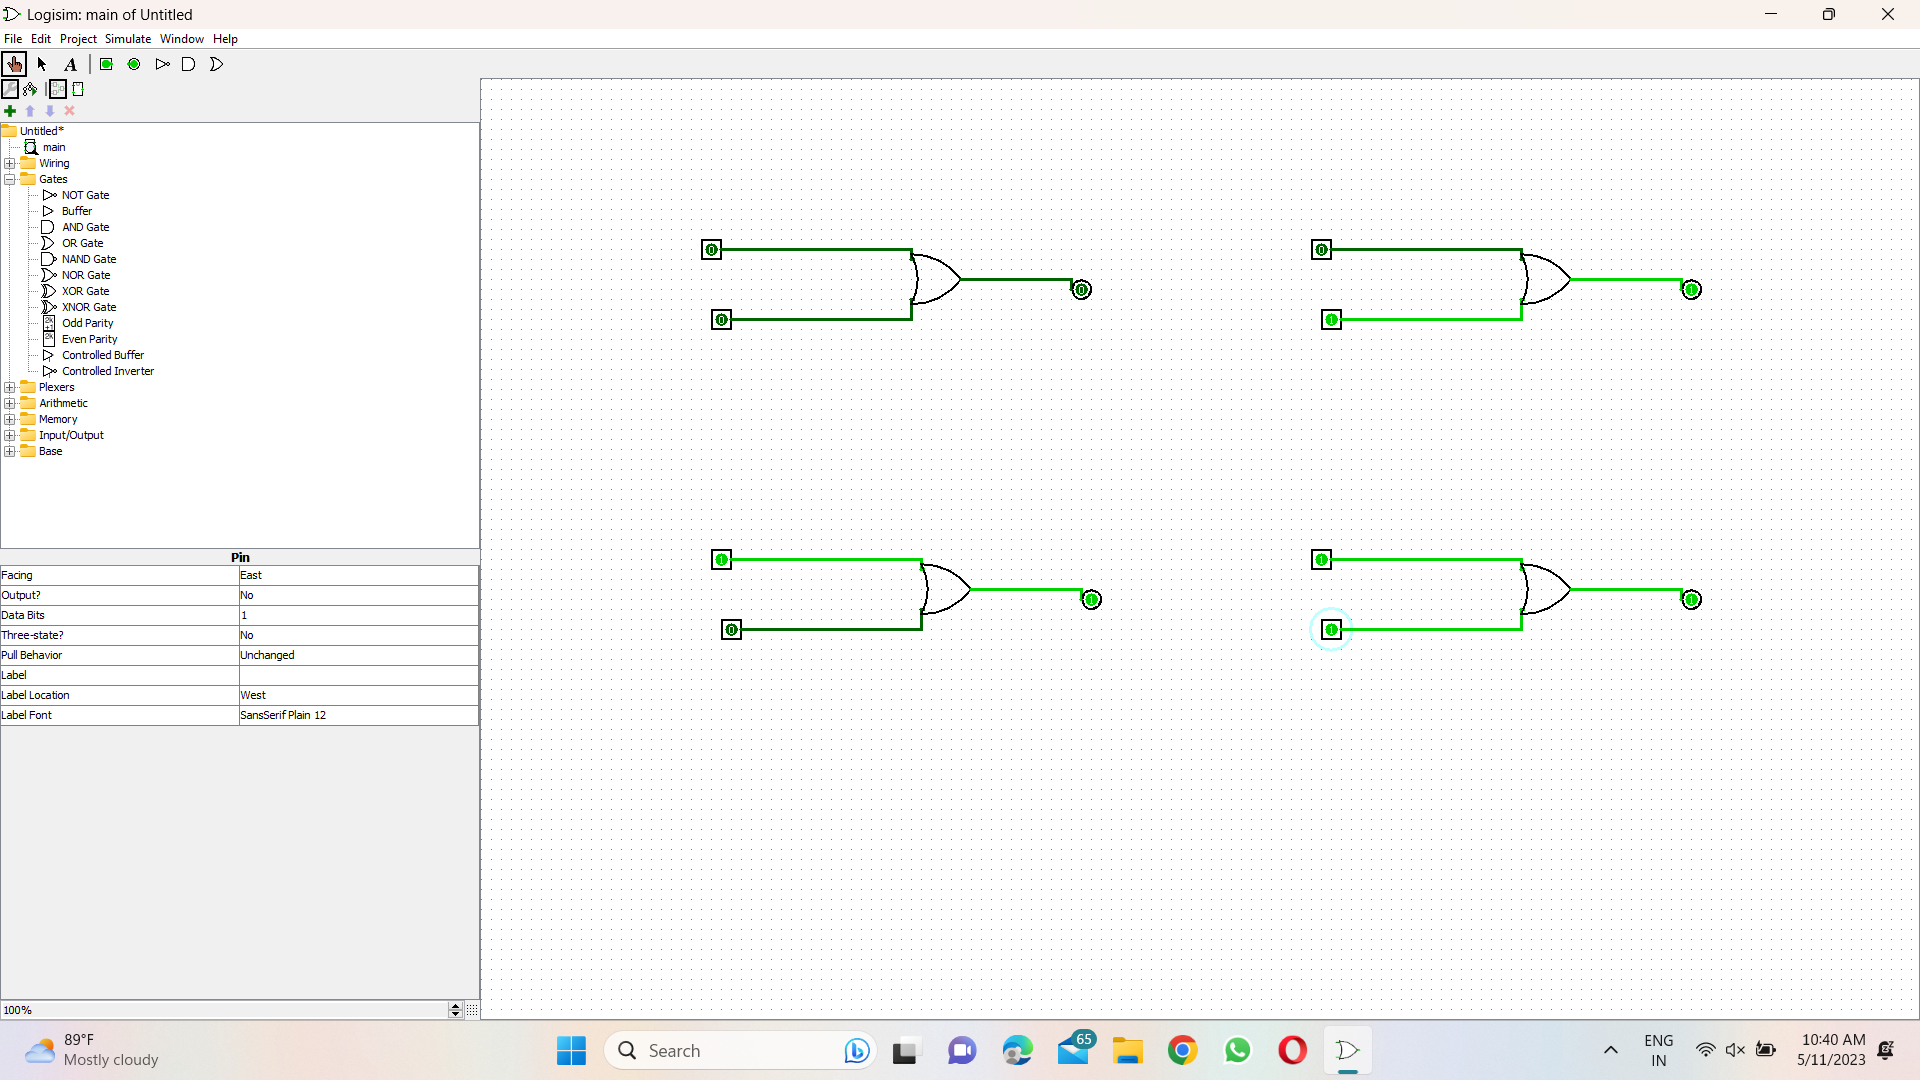 Logisim: main of Untitled
File Edit Project Simulate Window Help
A
Untitled*
main
Wiring
Gates
NOT Gate
Buffer
AND Gate
OR Gate
NAND Gate
NOR Gate
XOR Gate
XNOR Gate
Odd Parity
Even Parity
Controlled Buffer
Controlled Inverter
Plexers
Arithmetic
Memory
Input/Output
Base
Pin
Facing East
Output? No
Data Bits 1
Three-state? No
Pull Behavior Unchanged
Label
Label Location West
Label Font SansSerif Plain 12
100%
0 0
0 0
0 1
1 1
1 1
0 1
1 1
1 1
89°F
Mostly cloudy
Search
65
ENG
IN
10:40 AM
5/11/2023